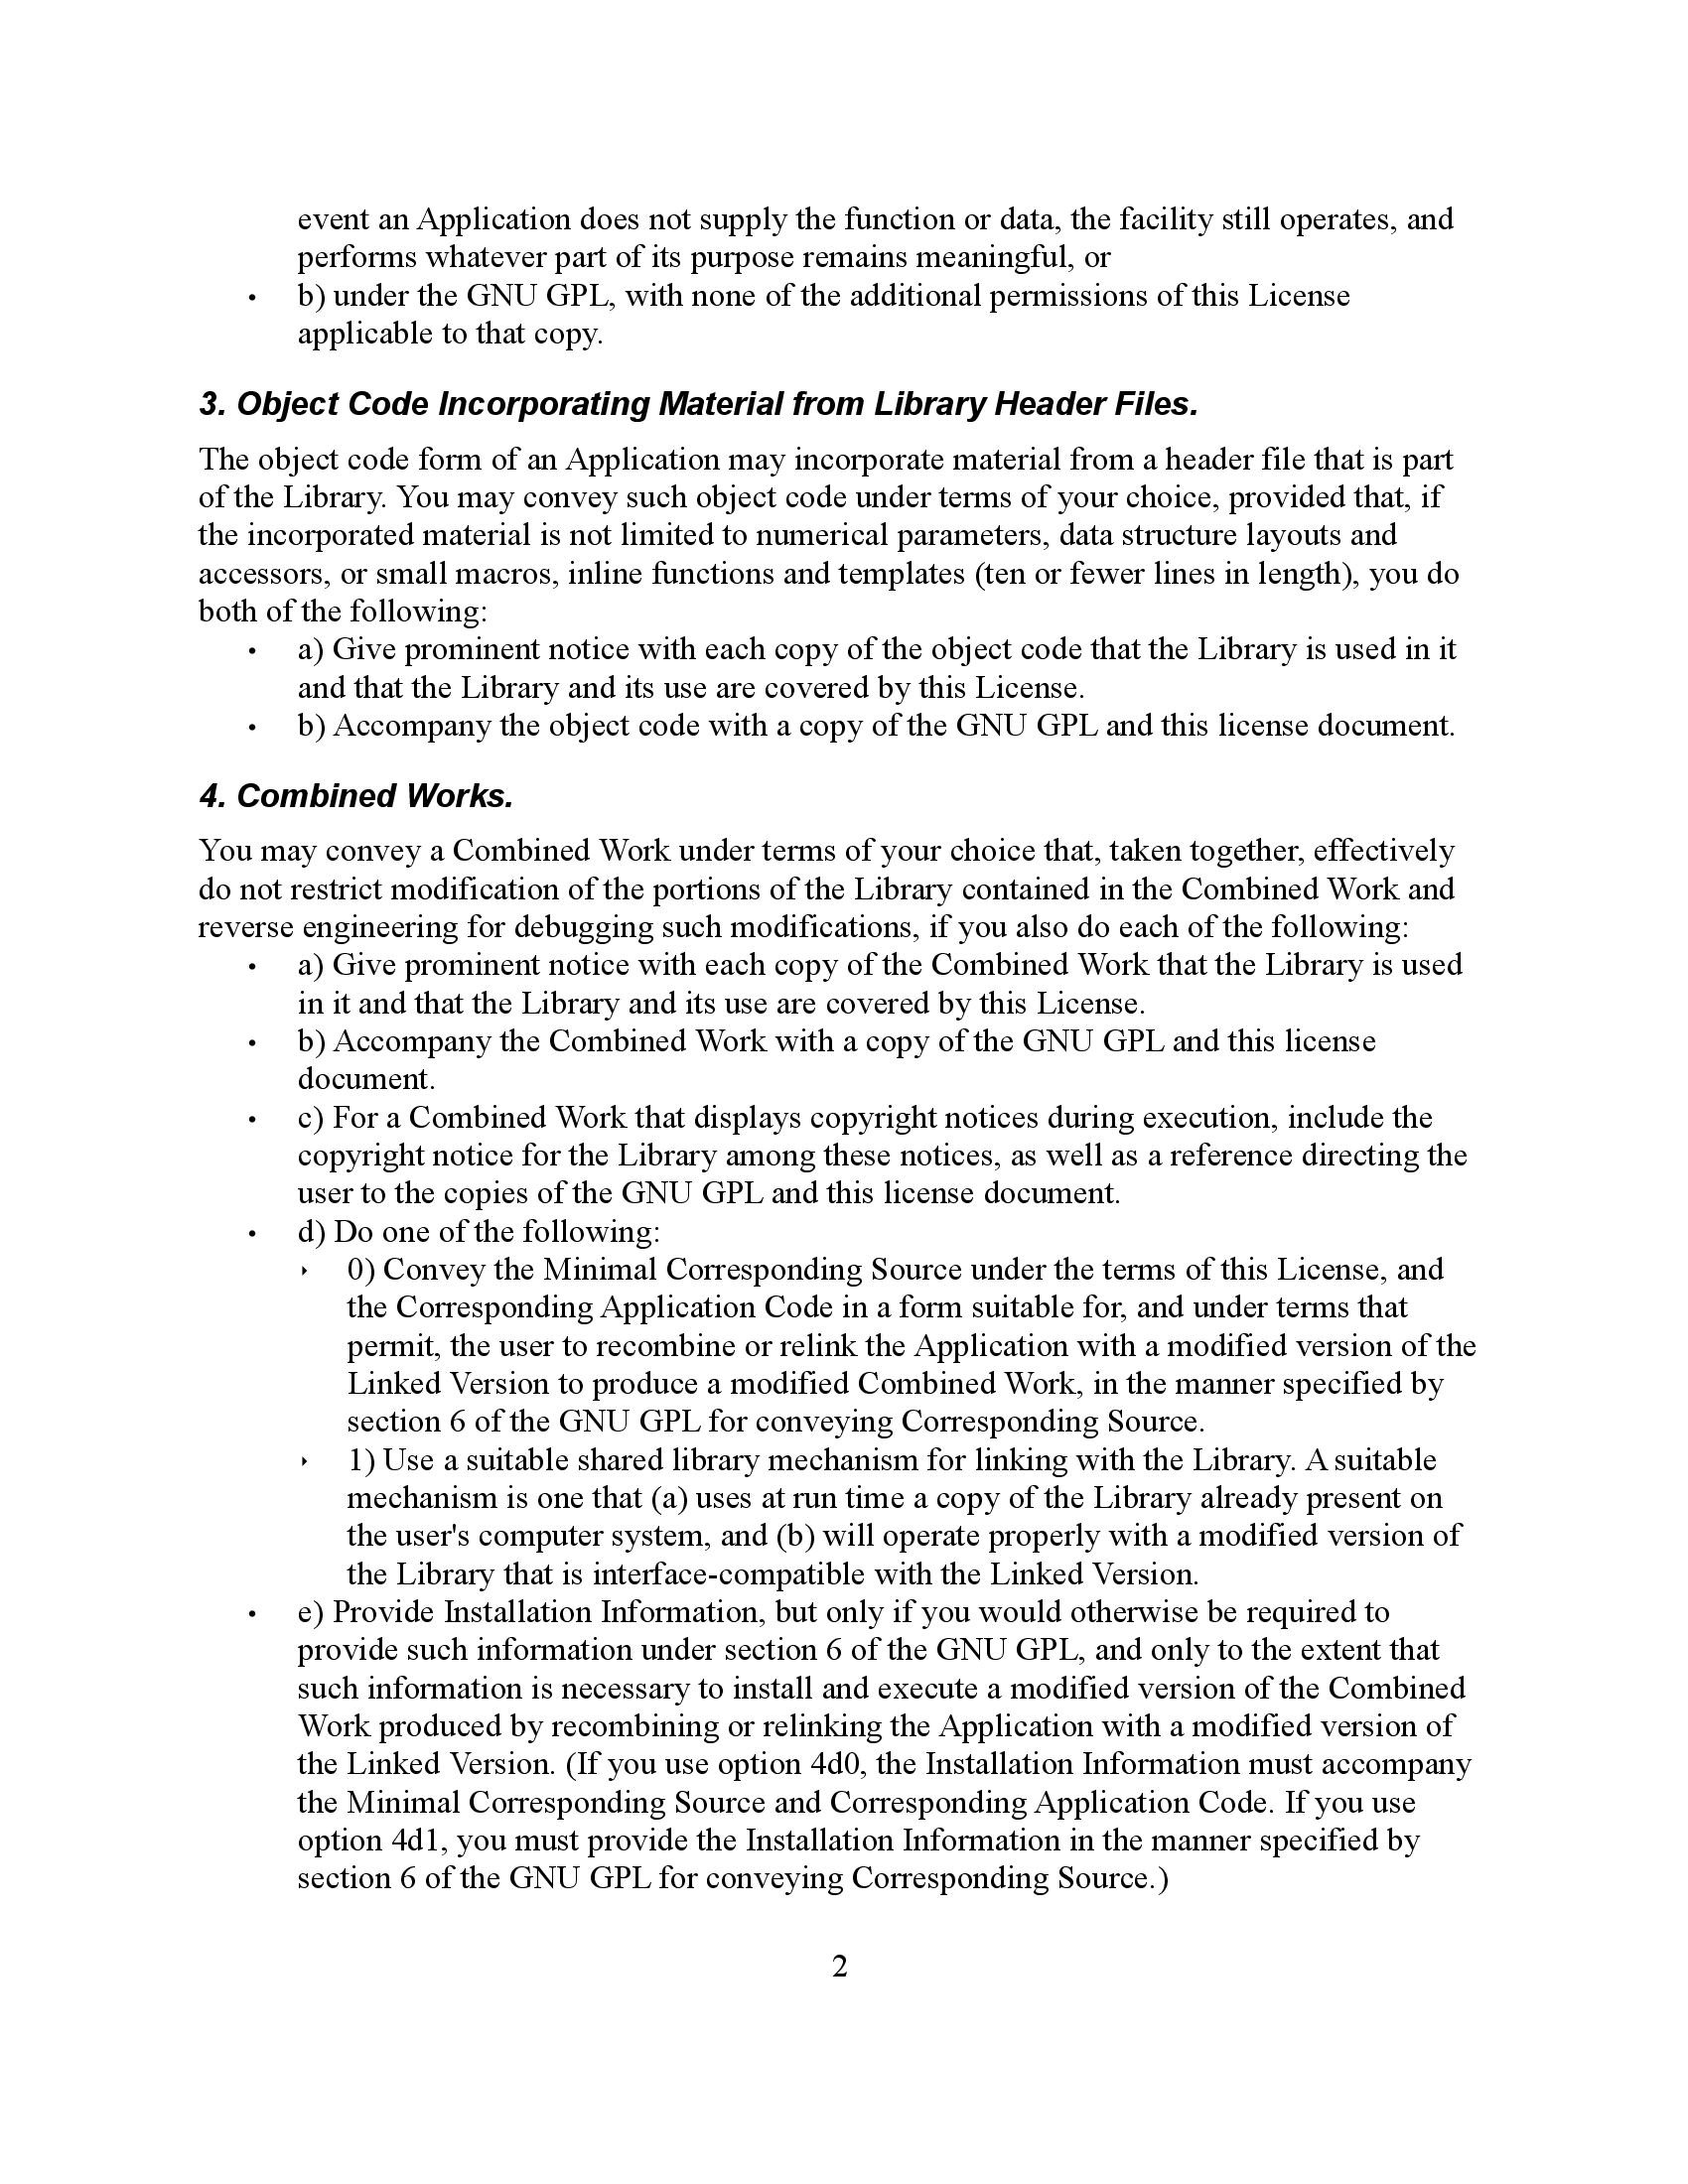 event an Application does not supply the function or data, the facility still operates, and
performs whatever part of its purpose remains meaningful, or
• b) under the GNU GPL, with none of the additional permissions of this License
applicable to that copy.
3. Object Code Incorporating Material from Library Header Files.
The object code form of an Application may incorporate material from a header file that is part
of the Library. You may convey such object code under terms of your choice, provided that, if
the incorporated material is not limited to numerical parameters, data structure layouts and
accessors, or small macros, inline functions and templates (ten or fewer lines in length), you do
both of the following:
• a) Give prominent notice with each copy of the object code that the Library is used in it
and that the Library and its use are covered by this License.
• b) Accompany the object code with a copy of the GNU GPL and this license document.
4. Combined Works.
You may convey a Combined Work under terms of your choice that, taken together, effectively
do not restrict modification of the portions of the Library contained in the Combined Work and
reverse engineering for debugging such modifications, if you also do each of the following:
• a) Give prominent notice with each copy of the Combined Work that the Library is used
in it and that the Library and its use are covered by this License.
• b) Accompany the Combined Work with a copy of the GNU GPL and this license
document.
• c) For a Combined Work that displays copyright notices during execution, include the
copyright notice for the Library among these notices, as well as a reference directing the
user to the copies of the GNU GPL and this license document.
• d) Do one of the following:
‣ 0) Convey the Minimal Corresponding Source under the terms of this License, and
the Corresponding Application Code in a form suitable for, and under terms that
permit, the user to recombine or relink the Application with a modified version of the
Linked Version to produce a modified Combined Work, in the manner specified by
section 6 of the GNU GPL for conveying Corresponding Source.
‣ 1) Use a suitable shared library mechanism for linking with the Library. A suitable
mechanism is one that (a) uses at run time a copy of the Library already present on
the user's computer system, and (b) will operate properly with a modified version of
the Library that is interface-compatible with the Linked Version.
• e) Provide Installation Information, but only if you would otherwise be required to
provide such information under section 6 of the GNU GPL, and only to the extent that
such information is necessary to install and execute a modified version of the Combined
Work produced by recombining or relinking the Application with a modified version of
the Linked Version. (If you use option 4d0, the Installation Information must accompany
the Minimal Corresponding Source and Corresponding Application Code. If you use
option 4d1, you must provide the Installation Information in the manner specified by
section 6 of the GNU GPL for conveying Corresponding Source.)
2